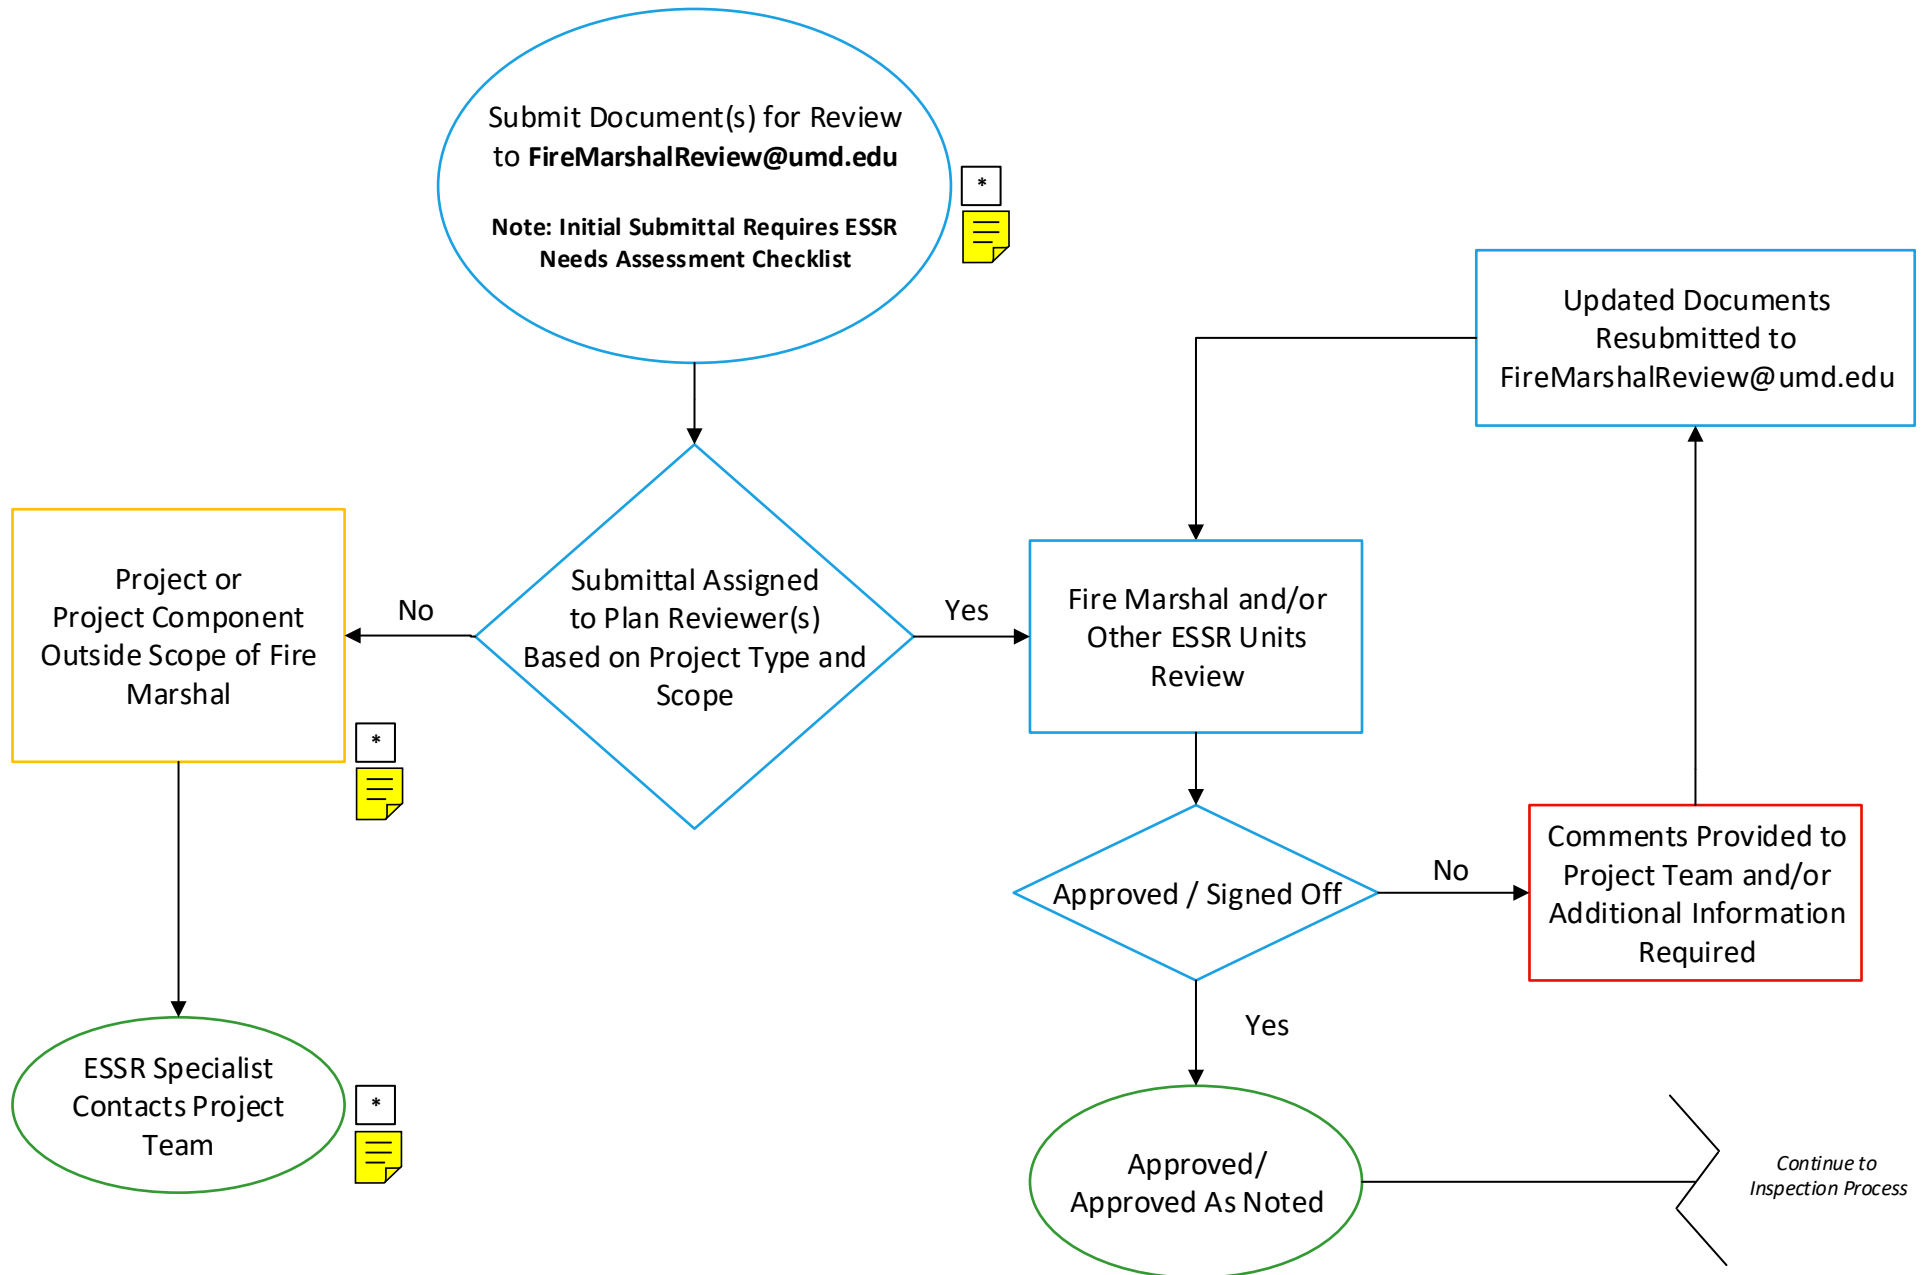 Submit Document(s) for Review
to FireMarshalReview@umd.edu
Note: Initial Submittal Requires ESSR
Needs Assessment Checklist
*
Updated Documents
Resubmitted to
FireMarshalReview@umd.edu
Project or
Project Component
Outside Scope of Fire
Marshal
*
No
Submittal Assigned
to Plan Reviewer(s)
Based on Project Type and
Scope
Yes
Fire Marshal and/or
Other ESSR Units
Review
Approved / Signed Off
No
Comments Provided to
Project Team and/or
Additional Information
Required
Yes
ESSR Specialist
Contacts Project
Team
*
Approved/
Approved As Noted
Continue to
Inspection Process